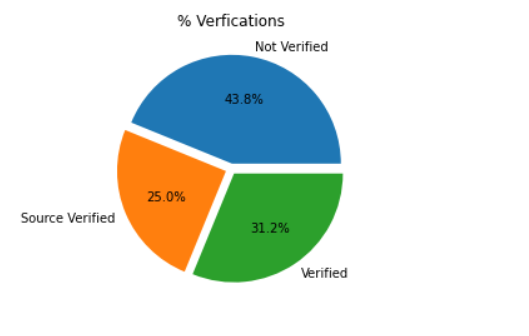 % Verfications
Not Verified
43.8%
25.0%
Source Verified
31.2%
Verified